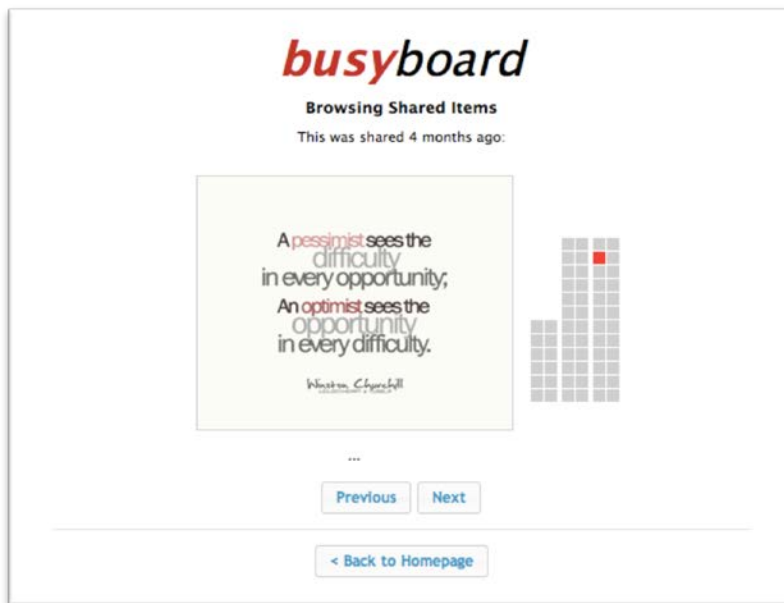 busyboard
Browsing Shared Items
This was shared 4 months ago:
A pessimist sees the
difficulty
in every opportunity;
An optimist sees the
opportunity
in every difficulty.
Winston Churchill
...
Previous Next
< Back to Homepage